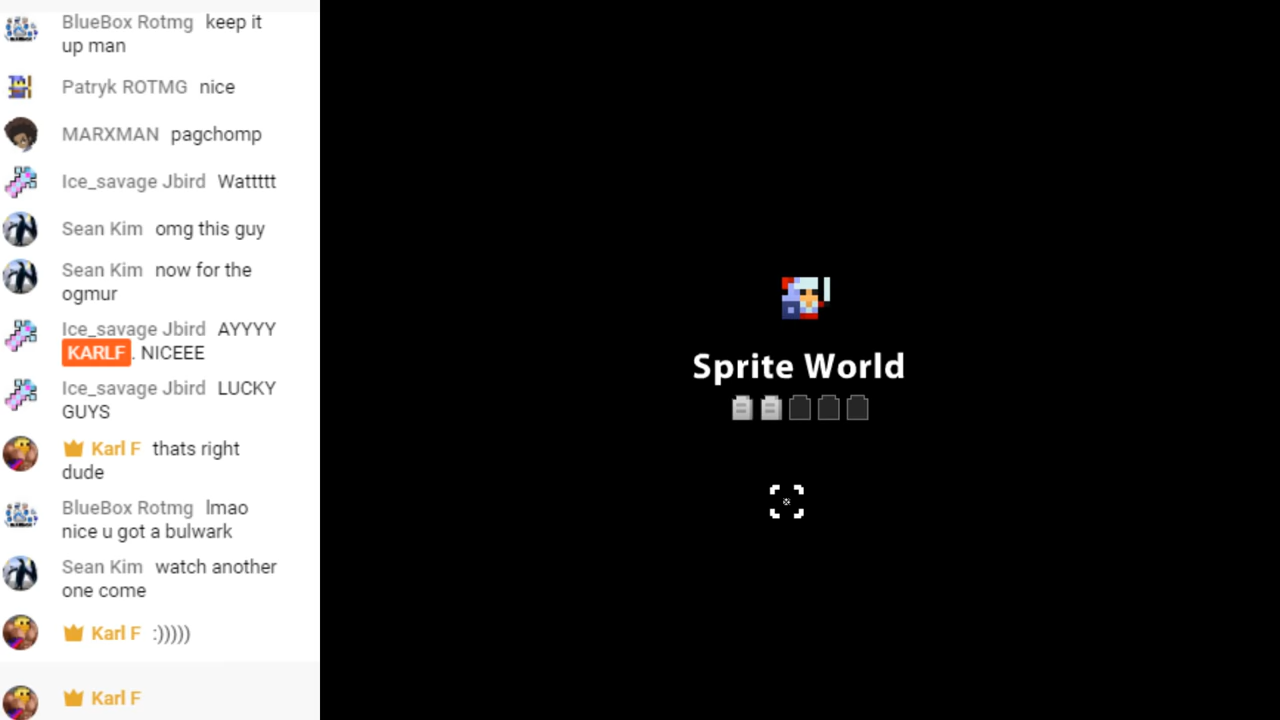 BlueBox Rotmg keep it
up man
Patryk ROTMG nice
MARXMAN pagchomp
Ice_savage Jbird Wattttt
Sean Kim omg this guy
Sean Kim now for the
ogmur
Ice_savage Jbird AYYYY
KARLF . NICEEE
Ice_savage Jbird LUCKY
GUYS
Karl F thats right
dude
BlueBox Rotmg lmao
nice u got a bulwark
Sean Kim watch another
one come
Karl F :)))))
Karl F
Sprite World